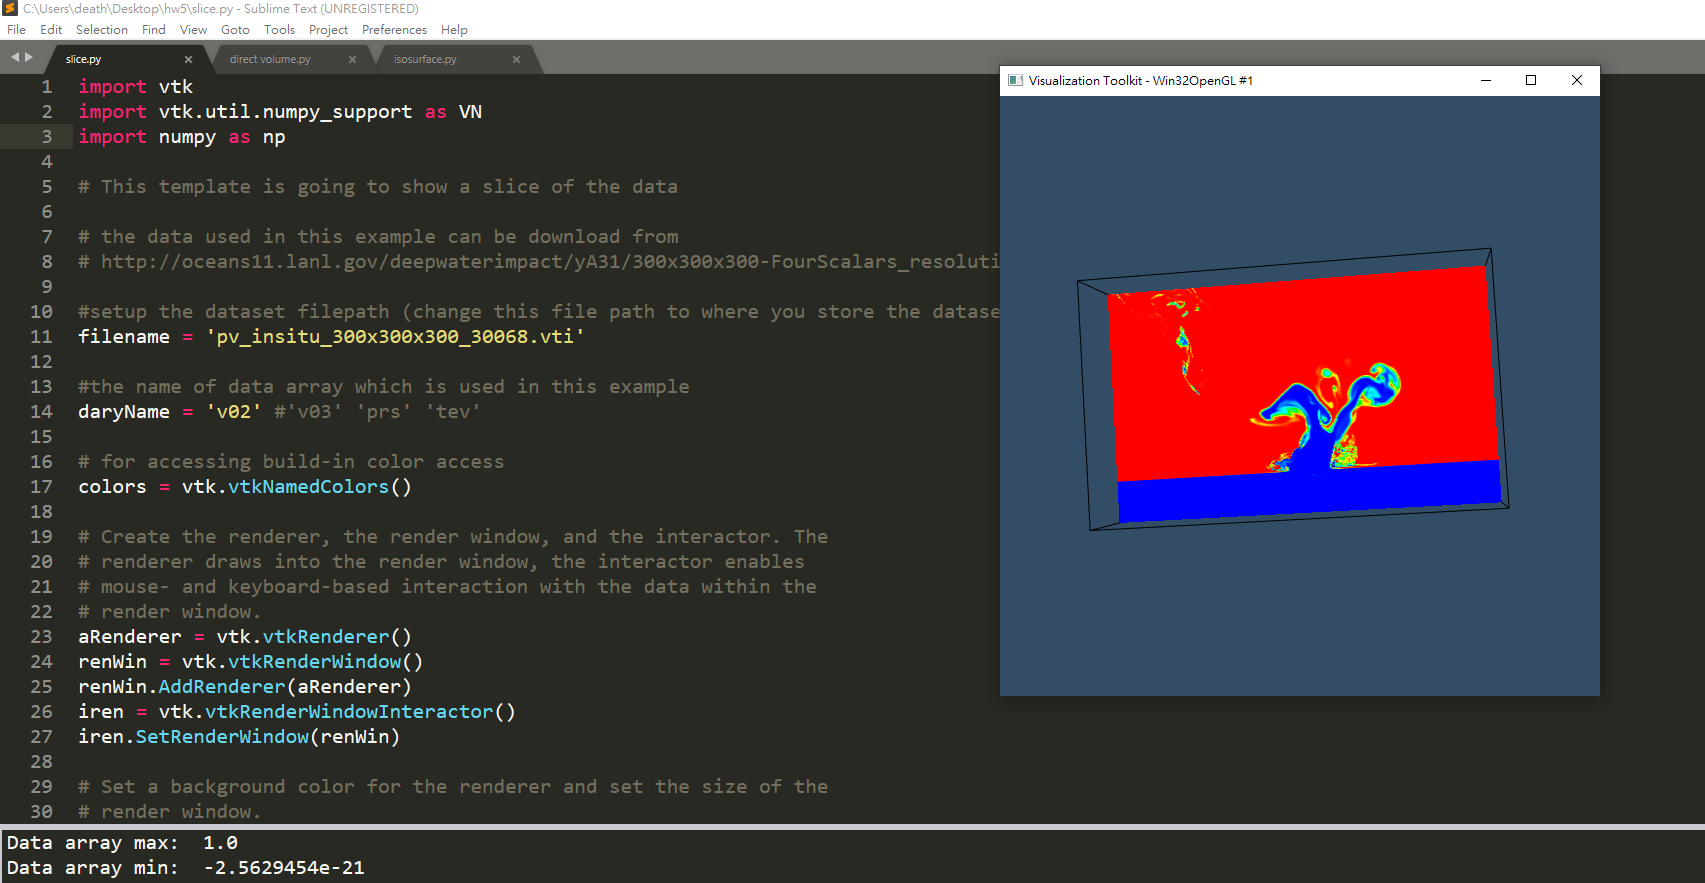 C:\Users\death\Desktop\hw5\slice.py - Sublime Text (UNREGISTERED)
File Edit Selection Find View Goto Tools Project Preferences Help
slice.py × direct volume.py × isosurface.py ×
1 import vtk
2 import vtk.util.numpy_support as VN
3 import numpy as np
4
5 # This template is going to show a slice of the data
6
7 # the data used in this example can be download from
8 # http://oceans11.lanl.gov/deepwaterimpact/yA31/300x300x300-FourScalars_resoluti
9
10 #setup the dataset filepath (change this file path to where you store the datase
11 filename = 'pv_insitu_300x300x300_30068.vti'
12
13 #the name of data array which is used in this example
14 daryName = 'v02' #'v03' 'prs' 'tev'
15
16 # for accessing build-in color access
17 colors = vtk.vtkNamedColors()
18
19 # Create the renderer, the render window, and the interactor. The
20 # renderer draws into the render window, the interactor enables
21 # mouse- and keyboard-based interaction with the data within the
22 # render window.
23 aRenderer = vtk.vtkRenderer()
24 renWin = vtk.vtkRenderWindow()
25 renWin.AddRenderer(aRenderer)
26 iren = vtk.vtkRenderWindowInteractor()
27 iren.SetRenderWindow(renWin)
28
29 # Set a background color for the renderer and set the size of the
30 # render window.
Data array max: 1.0
Data array min: -2.5629454e-21
Visualization Toolkit - Win32OpenGL #1